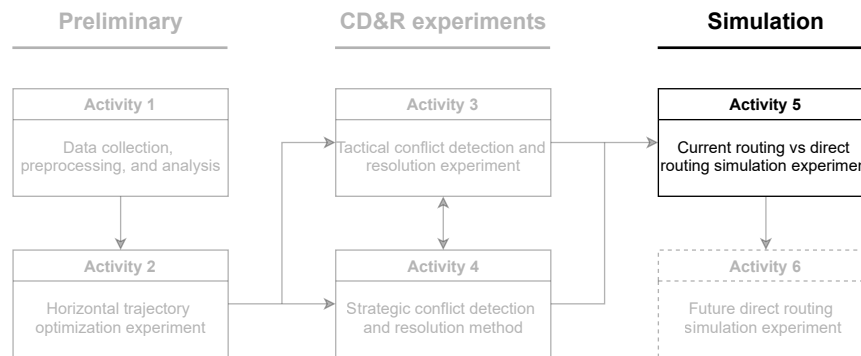 Preliminary
CD&R experiments
Simulation
Activity 1
Data collection,
preprocessing, and analysis
Activity 2
Horizontal trajectory
optimization experiment
Activity 3
Tactical conflict detection and
resolution experiment
Activity 4
Strategic conflict detection
and resolution method
Activity 5
Current routing vs direct
routing simulation experimen
Activity 6
Future direct routing
simulation experiment